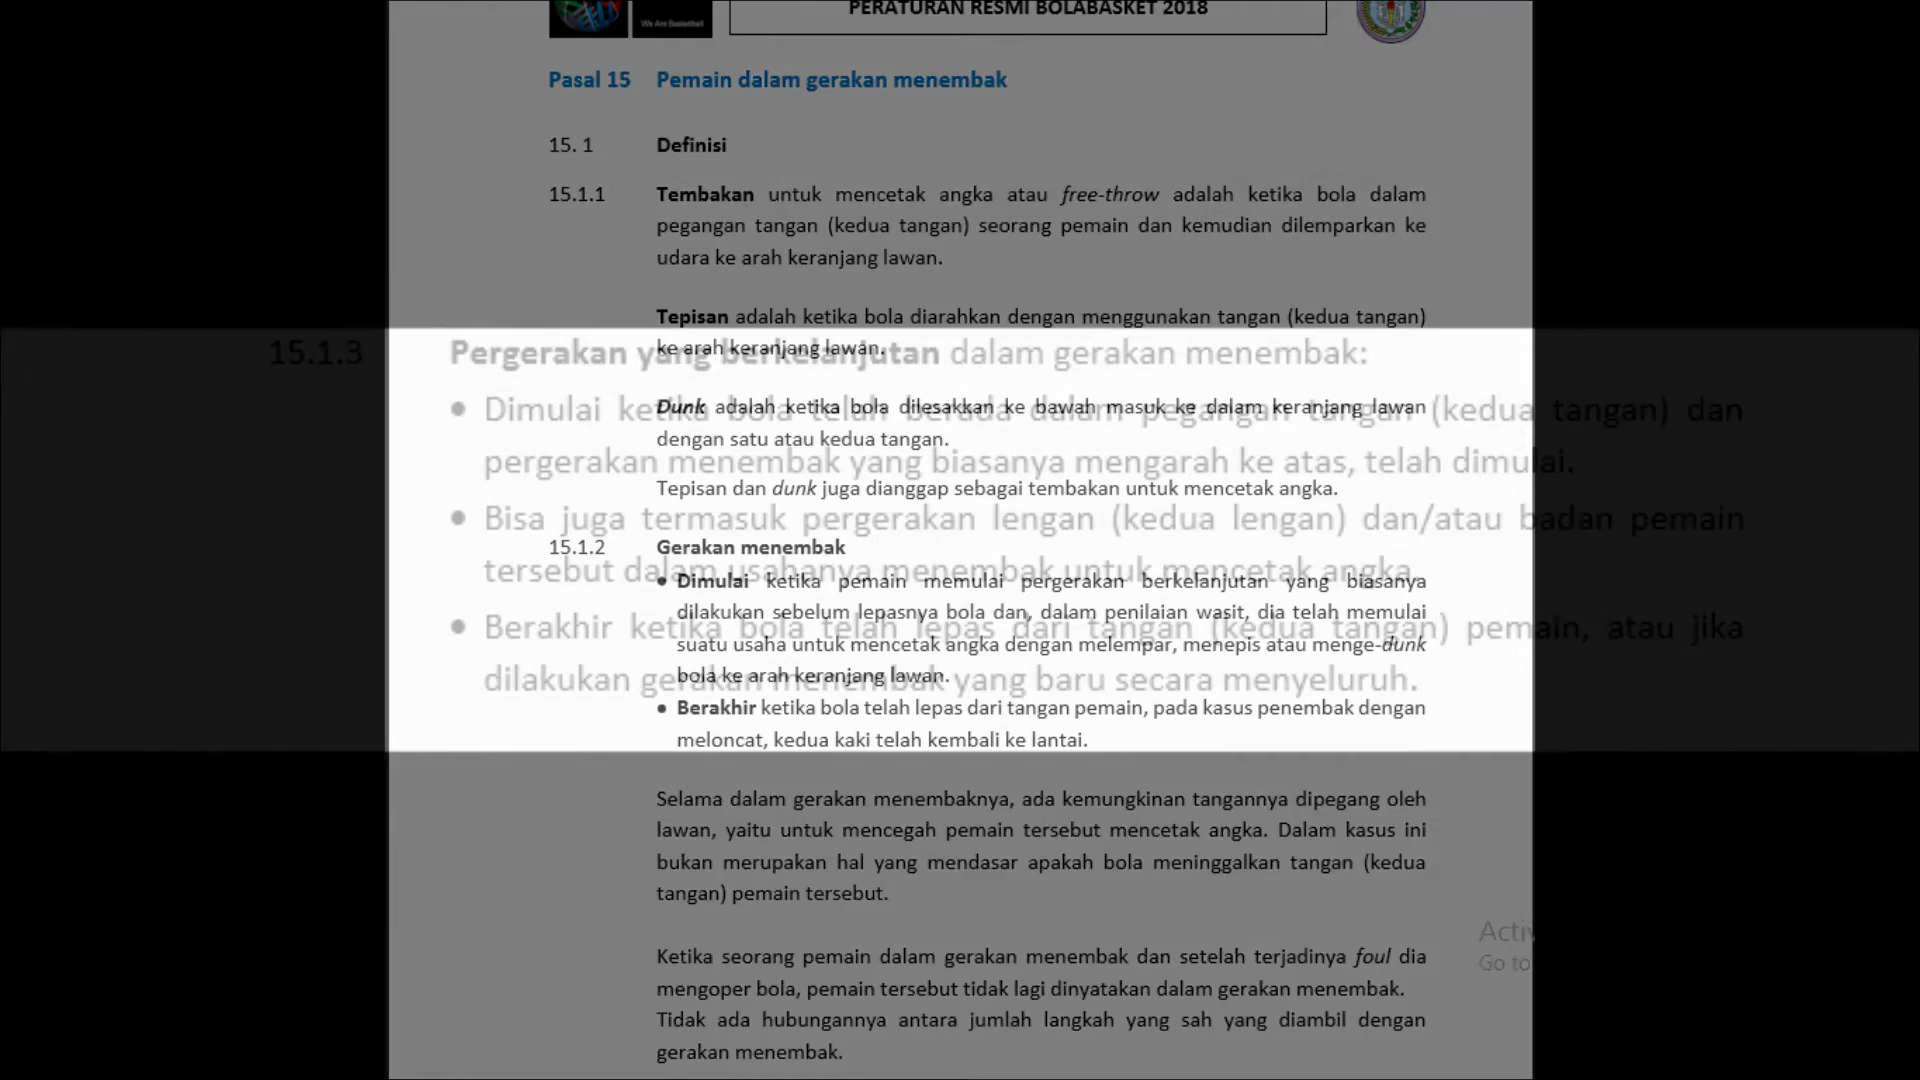 We Are Basketball
PERATURAN RESMI BOLABASKET 2018
Pasal 15 Pemain dalam gerakan menembak
15. 1 Definisi
15.1.1 Tembakan untuk mencetak angka atau free-throw adalah ketika bola dalam
pegangan tangan (kedua tangan) seorang pemain dan kemudian dilemparkan ke
udara ke arah keranjang lawan.
Tepisan adalah ketika bola diarahkan dengan menggunakan tangan (kedua tangan)
ke arah keranjang lawan.
Dunk adalah ketika bola dilesakkan ke bawah masuk ke dalam keranjang lawan
dengan satu atau kedua tangan.
Tepisan dan dunk juga dianggap sebagai tembakan untuk mencetak angka.
15.1.2 Gerakan menembak
• Dimulai ketika pemain memulai pergerakan berkelanjutan yang biasanya
dilakukan sebelum lepasnya bola dan, dalam penilaian wasit, dia telah memulai
suatu usaha untuk mencetak angka dengan melempar, menepis atau menge-dunk
bola ke arah keranjang lawan.
• Berakhir ketika bola telah lepas dari tangan pemain, pada kasus penembak dengan
meloncat, kedua kaki telah kembali ke lantai.
Selama dalam gerakan menembaknya, ada kemungkinan tangannya dipegang oleh
lawan, yaitu untuk mencegah pemain tersebut mencetak angka. Dalam kasus ini
bukan merupakan hal yang mendasar apakah bola meninggalkan tangan (kedua
tangan) pemain tersebut.
Ketika seorang pemain dalam gerakan menembak dan setelah terjadinya foul dia
mengoper bola, pemain tersebut tidak lagi dinyatakan dalam gerakan menembak.
Tidak ada hubungannya antara jumlah langkah yang sah yang diambil dengan
gerakan menembak.
15.1.3 Pergerakan yang berkelanjutan dalam gerakan menembak:
• Dimulai ketika bola telah berada dalam pegangan tangan (kedua tangan) dan
pergerakan menembak yang biasanya mengarah ke atas, telah dimulai.
• Bisa juga termasuk pergerakan lengan (kedua lengan) dan/atau badan pemain
tersebut dalam usahanya menembak untuk mencetak angka.
• Berakhir ketika bola telah lepas dari tangan (kedua tangan) pemain, atau jika
dilakukan gerakan menembak yang baru secara menyeluruh.
Go to